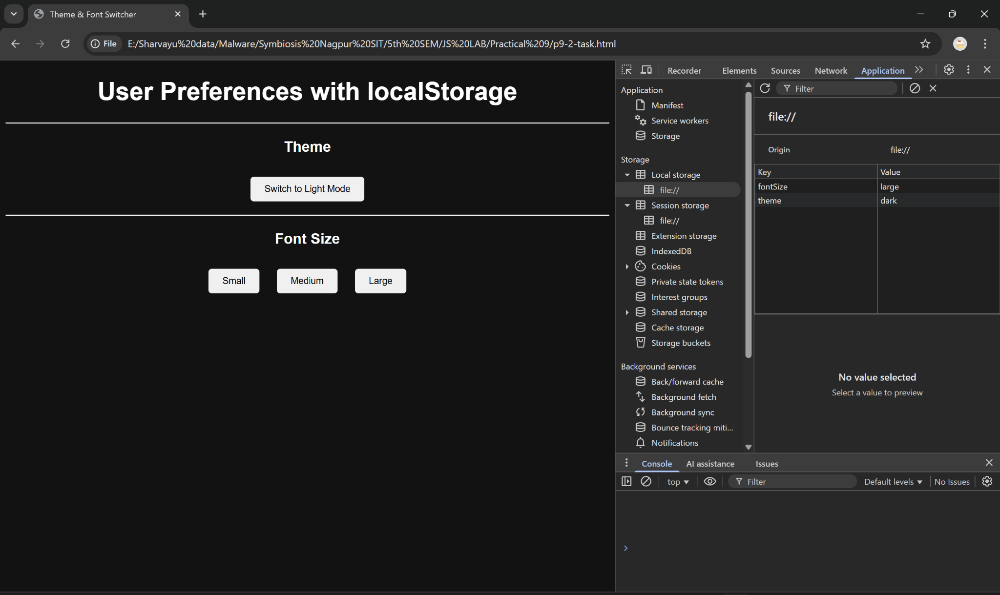 Theme & Font Switcher
File E:/Sharvayu%20data/Malware/Symbiosis%20Nagpur%20SIT/5th%20SEM/JS%20LAB/Practical%209/p9-2-task.html
User Preferences with localStorage
Theme
Switch to Light Mode
Font Size
Small Medium Large
Recorder Elements Sources Network Application
Application
Manifest
Service workers
Storage
Storage
Local storage
file://
Session storage
file://
Extension storage
IndexedDB
Cookies
Private state tokens
Interest groups
Shared storage
Cache storage
Storage buckets
Background services
Back/forward cache
Background fetch
Background sync
Bounce tracking miti...
Notifications
Filter
file://
Origin file://
Key Value
fontSize large
theme dark
No value selected
Select a value to preview
Console AI assistance Issues
top Filter Default levels No Issues